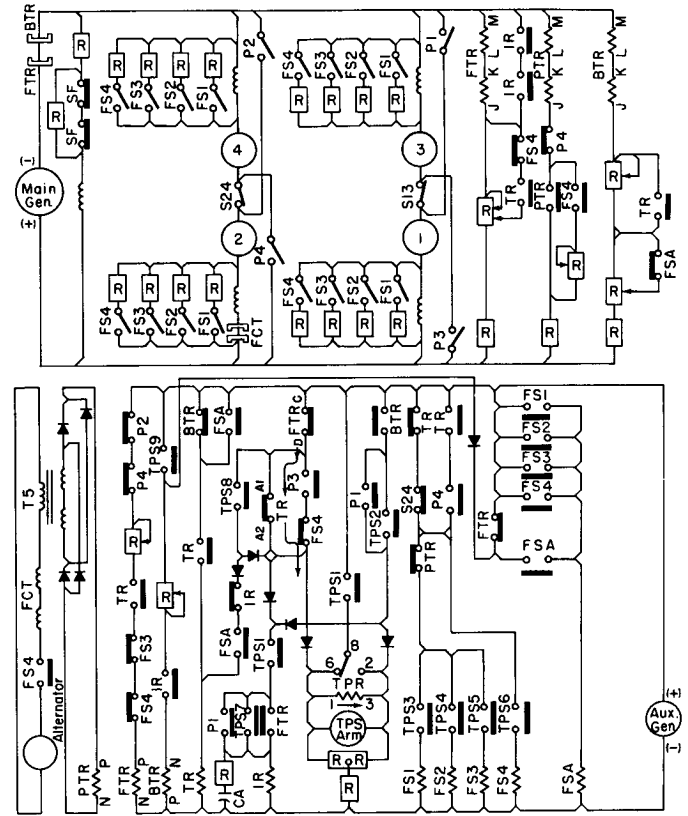 BTR
FTR
R
SF
R
SF
Main
Gen.
(-)
(+)
FS4
FS3
FS2
FS1
R
R
R
R
4
S24
2
P2
P4
FS4
FS3
FS2
FS1
R
R
R
R
FCT
FS4
FS3
FS2
FS1
R
R
R
R
3
S13
1
P1
P3
FS4
FS3
FS2
FS1
R
R
R
R
FTR
M
L
K
J
IR
IR
FS4
TR
R
R
PTR
M
L
K
J
P4
PTR
FS4
R
R
BTR
M
L
K
J
R
TR
FSA
R
R
T5
FCT
FS4
Alternator
PTR
P
N
P2
P4
R
TR
FS3
FS4
FTR
P
N
TPS9
R
IR
BTR
N
P
BTR
FSA
TR
TR
TPS8
A1
TR
A2
IR
FSA
TPS1
P1
TPS7
FTR
R
CA
IR
FTR
C
D
P3
FS4
TPS1
6
8
2
TPR
1
3
TPS
Arm
R
R
R
BTR
P1
TPS2
TR
TR
S24
P4
PTR
TPS3
TPS4
TPS5
TPS6
FS1
FS2
FS3
FS4
FS1
FS2
FS3
FS4
FTR
FSA
FSA
Aux.
Gen
(+)
(-)